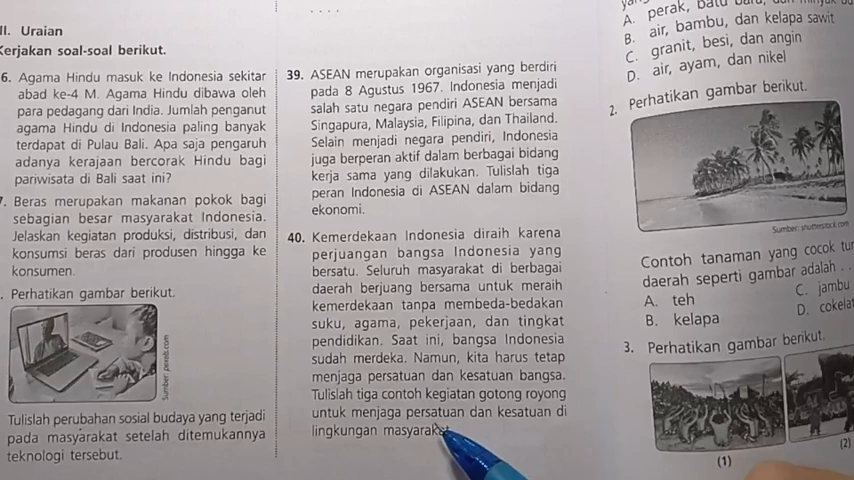 II. Uraian
Kerjakan soal-soal berikut.
6. Agama Hindu masuk ke Indonesia sekitar
abad ke-4 M. Agama Hindu dibawa oleh
para pedagang dari India. Jumlah penganut
agama Hindu di Indonesia paling banyak
terdapat di Pulau Bali. Apa saja pengaruh
adanya kerajaan bercorak Hindu bagi
pariwisata di Bali saat ini?
7. Beras merupakan makanan pokok bagi
sebagian besar masyarakat Indonesia.
Jelaskan kegiatan produksi, distribusi, dan
konsumsi beras dari produsen hingga ke
konsumen.
. Perhatikan gambar berikut.
Sumber: pexels.com
Tulislah perubahan sosial budaya yang terjadi
pada masyarakat setelah ditemukannya
teknologi tersebut.
. . . .
39. ASEAN merupakan organisasi yang berdiri
pada 8 Agustus 1967. Indonesia menjadi
salah satu negara pendiri ASEAN bersama
Singapura, Malaysia, Filipina, dan Thailand.
Selain menjadi negara pendiri, Indonesia
juga berperan aktif dalam berbagai bidang
kerja sama yang dilakukan. Tulislah tiga
peran Indonesia di ASEAN dalam bidang
ekonomi.
40. Kemerdekaan Indonesia diraih karena
perjuangan bangsa Indonesia yang
bersatu. Seluruh masyarakat di berbagai
daerah berjuang bersama untuk meraih
kemerdekaan tanpa membeda-bedakan
suku, agama, pekerjaan, dan tingkat
pendidikan. Saat ini, bangsa Indonesia
sudah merdeka. Namun, kita harus tetap
menjaga persatuan dan kesatuan bangsa.
Tulislah tiga contoh kegiatan gotong royong
untuk menjaga persatuan dan kesatuan di
lingkungan masyarakat
A. perak, batu
B. air, bambu, dan kelapa sawit
C. granit, besi, dan angin
D. air, ayam, dan nikel
2. Perhatikan gambar berikut.
Sumber: shutterstock.com
Contoh tanaman yang cocok
daerah seperti gambar adalah . .
A. teh
B. kelapa
C. jambu
D. cokelat
3. Perhatikan gambar berikut.
(1)
(2)